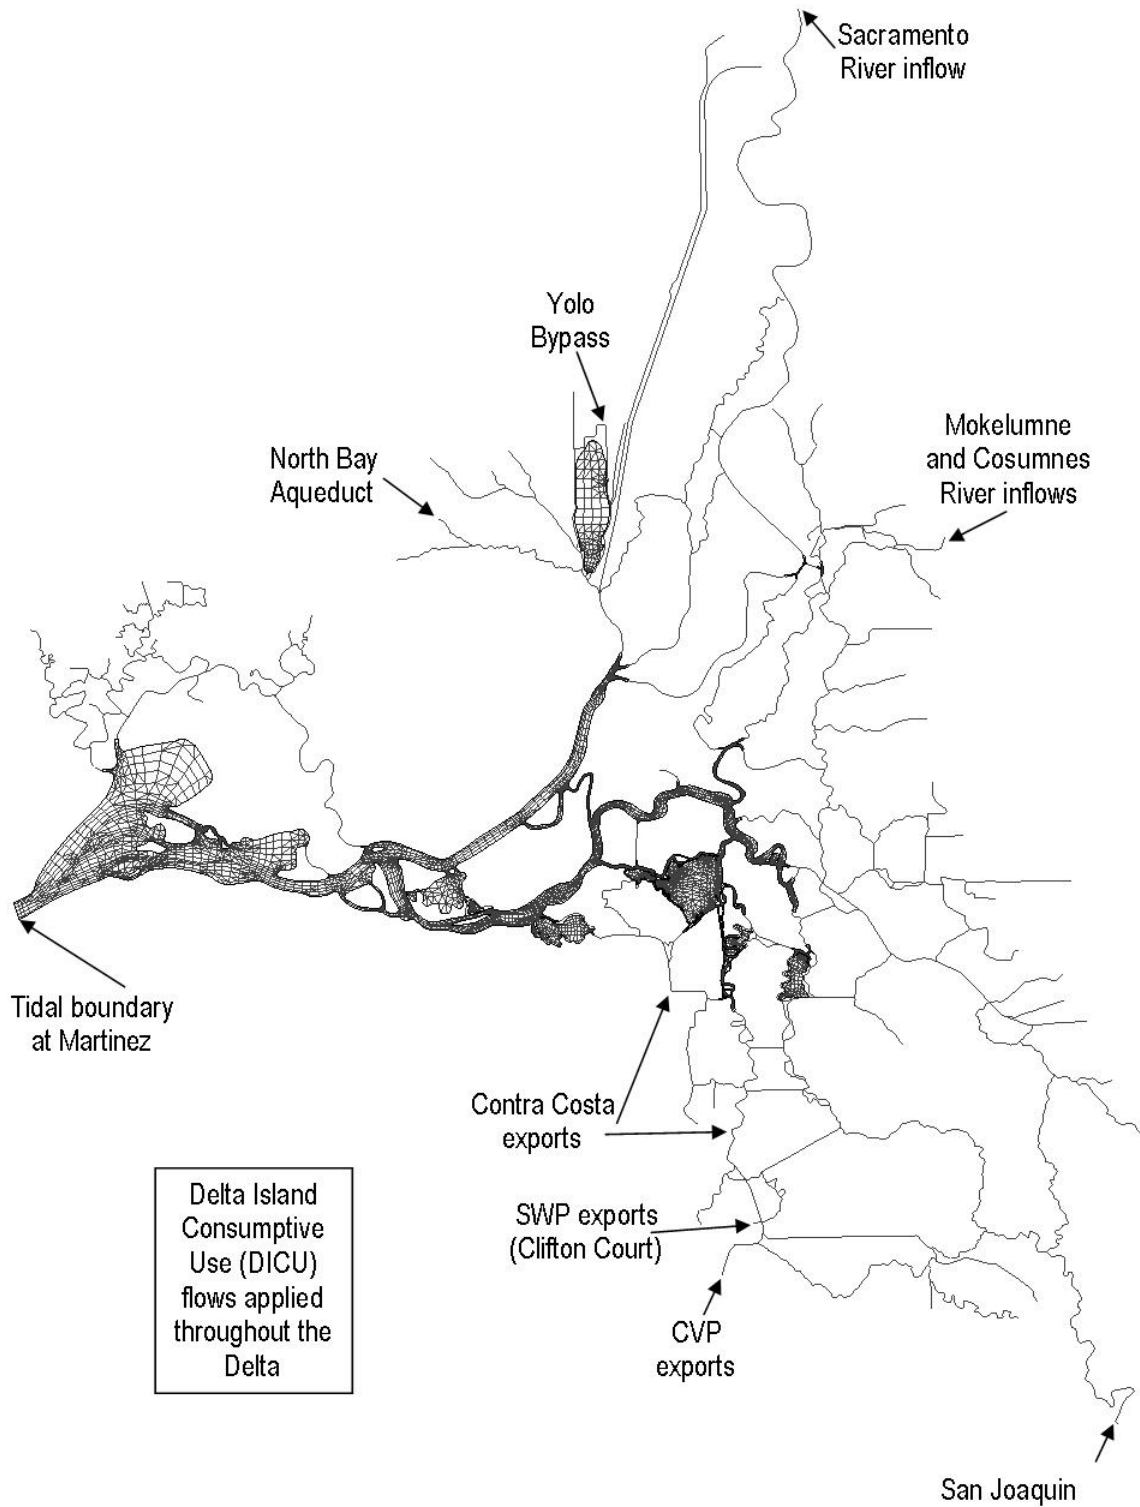 Sacramento
River inflow
Yolo
Bypass
Mokelumne
and Cosumnes
River inflows
North Bay
Aqueduct
Tidal boundary
at Martinez
Contra Costa
exports
Delta Island
Consumptive
Use (DICU)
flows applied
throughout the
Delta
SWP exports
(Clifton Court)
CVP
exports
San Joaquin